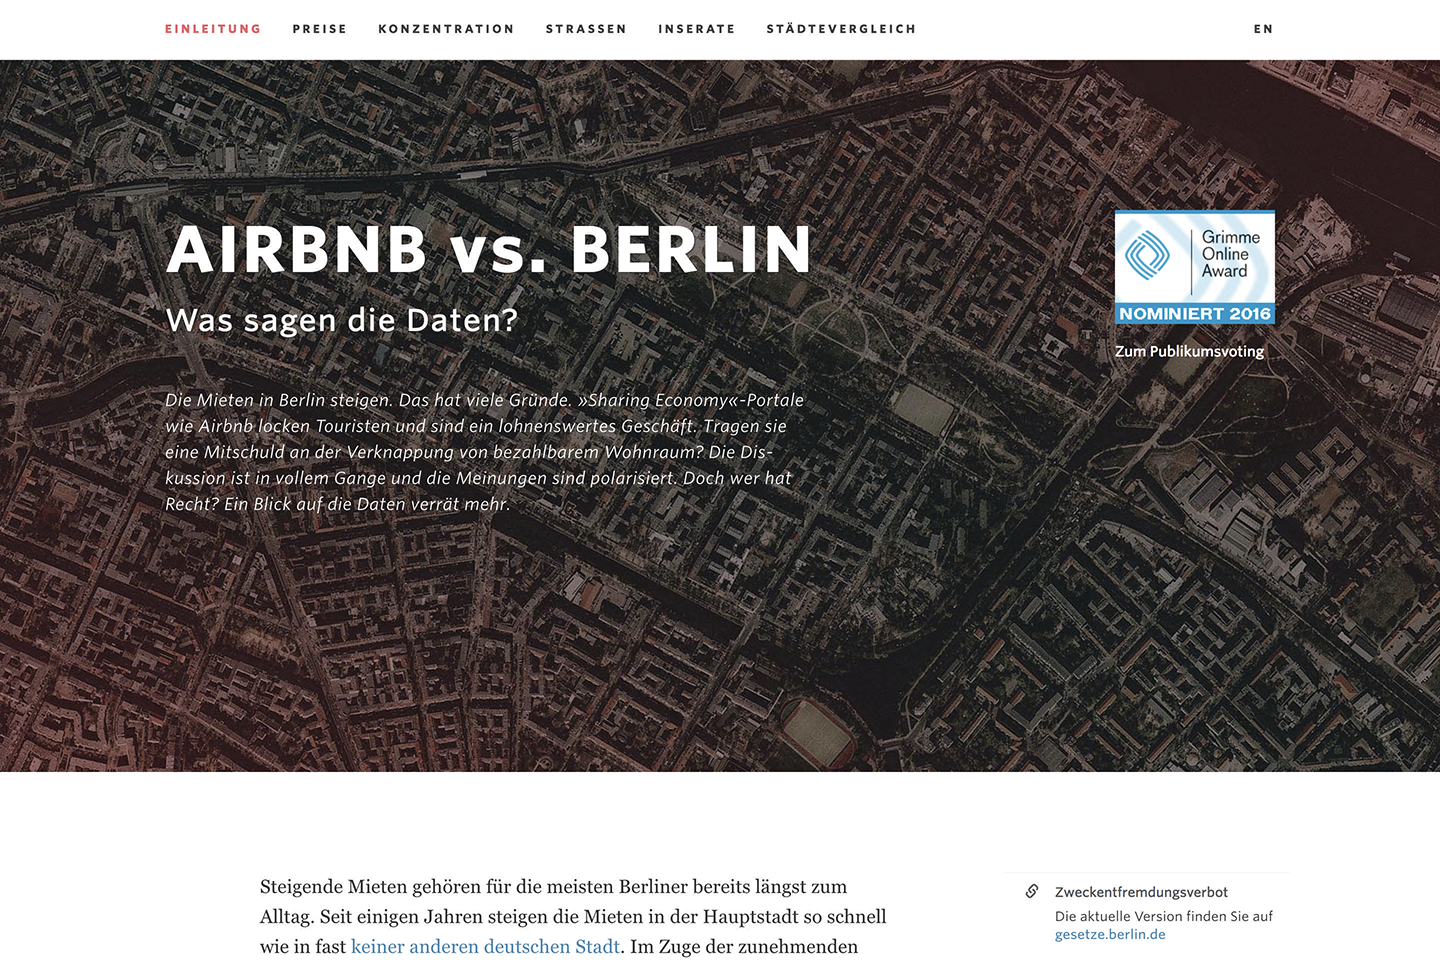 EINLEITUNG PREISE KONZENTRATION STRASSEN INSERATE STÄDTEVERGLEICH EN
AIRBNB vs. BERLIN
Was sagen die Daten?
Die Mieten in Berlin steigen. Das hat viele Gründe. »Sharing Economy«-Portale
wie Airbnb locken Touristen und sind ein lohnenswertes Geschäft. Tragen sie
eine Mitschuld an der Verknappung von bezahlbarem Wohnraum? Die Dis-
kussion ist in vollem Gange und die Meinungen sind polarisiert. Doch wer hat
Recht? Ein Blick auf die Daten verrät mehr.
Grimme
Online
Award
NOMINIERT 2016
Zum Publikumsvoting
Steigende Mieten gehören für die meisten Berliner bereits längst zum
Alltag. Seit einigen Jahren steigen die Mieten in der Hauptstadt so schnell
wie in fast keiner anderen deutschen Stadt. Im Zuge der zunehmenden
Zweckentfremdungsverbot
Die aktuelle Version finden Sie auf
gesetze.berlin.de